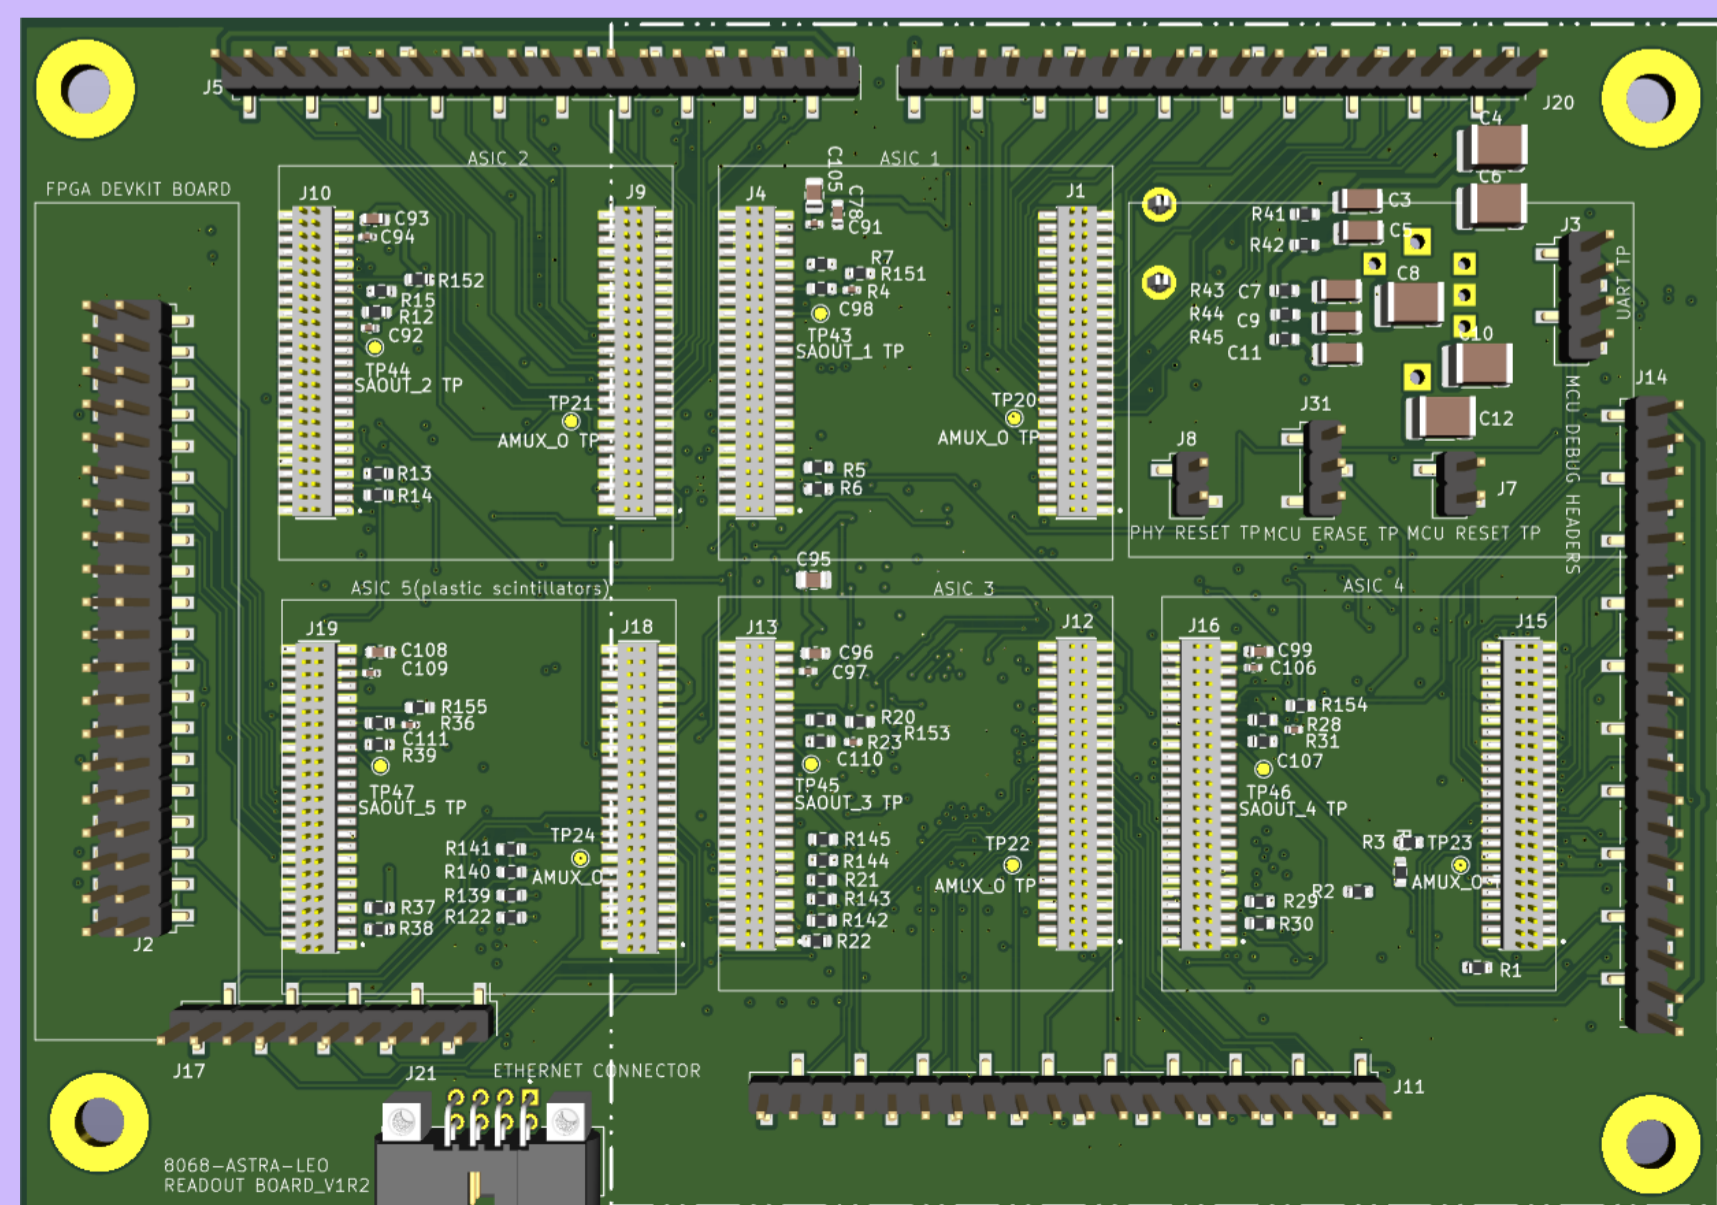 J5
J20
C4
ASIC 2
ASIC 1
C105
C6
FPGA DEVKIT BOARD
J10
J9
J4
C78
J1
C3
C93
R41
C94
C91
C5
J3
R42
UART TP
R7
R152
R151
C8
R15
R4
R43
C7
R12
C98
R44
C9
C92
TP43
R45
C10
SAOUT_1 TP
C11
TP44
SAOUT_2 TP
J14
TP21
TP20
J31
MCU DEBUG HEADERS
AMUX_O TP
AMUX_O TP
J8
C12
R13
R5
R14
R6
J7
PHY RESET TP
MCU ERASE TP
MCU RESET TP
C95
ASIC 5(plastic scintillators)
ASIC 3
ASIC 4
J19
J18
J13
J12
J16
J15
C108
C96
C99
C109
C97
C106
R155
R154
R36
R20
R28
C111
R153
R23
R31
R39
C110
C107
TP47
TP45
TP46
SAOUT_5 TP
SAOUT_3 TP
SAOUT_4 TP
TP24
R145
TP22
R3
TP23
R141
R144
R140
AMUX_O
R21
AMUX_O TP
AMUX_O
R139
R143
R2
R37
R29
R122
R142
R38
R30
J2
R22
R1
J17
J21
ETHERNET CONNECTOR
J11
8068-ASTRA-LEO
READOUT BOARD_V1R2